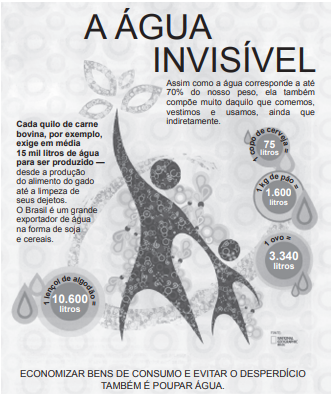 A ÁGUA
INVISÍVEL
Assim como a água corresponde a até
70% do nosso peso, ela também
compõe muito daquilo que comemos,
vestimos e usamos, ainda que
indiretamente.
Cada quilo de carne
bovina, por exemplo,
exige em média
15 mil litros de água
para ser produzido —
desde a produção
do alimento do gado
até a limpeza de
seus dejetos.
O Brasil é um grande
exportador de água
na forma de soja
e cereais.
1 copo de cerveja =
75
litros
1 kg de pão =
1.600
litros
1 ovo =
3.340
litros
1 lençol de algodão =
10.600
litros
NATIONAL
GEOGRAPHIC
ECONOMIZAR BENS DE CONSUMO E EVITAR O DESPERDÍCIO
TAMBÉM É POUPAR ÁGUA.